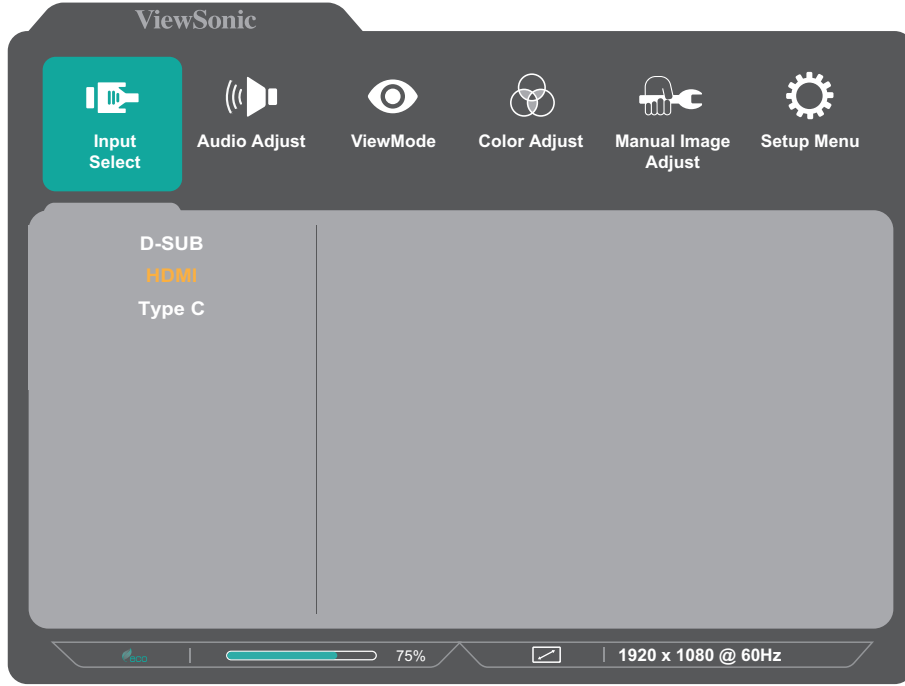 ViewSonic
Input
Select
Audio Adjust
ViewMode
Color Adjust
Manual Image
Adjust
Setup Menu
D-SUB
HDMI
Type C
eco
75%
1920 x 1080 @ 60Hz